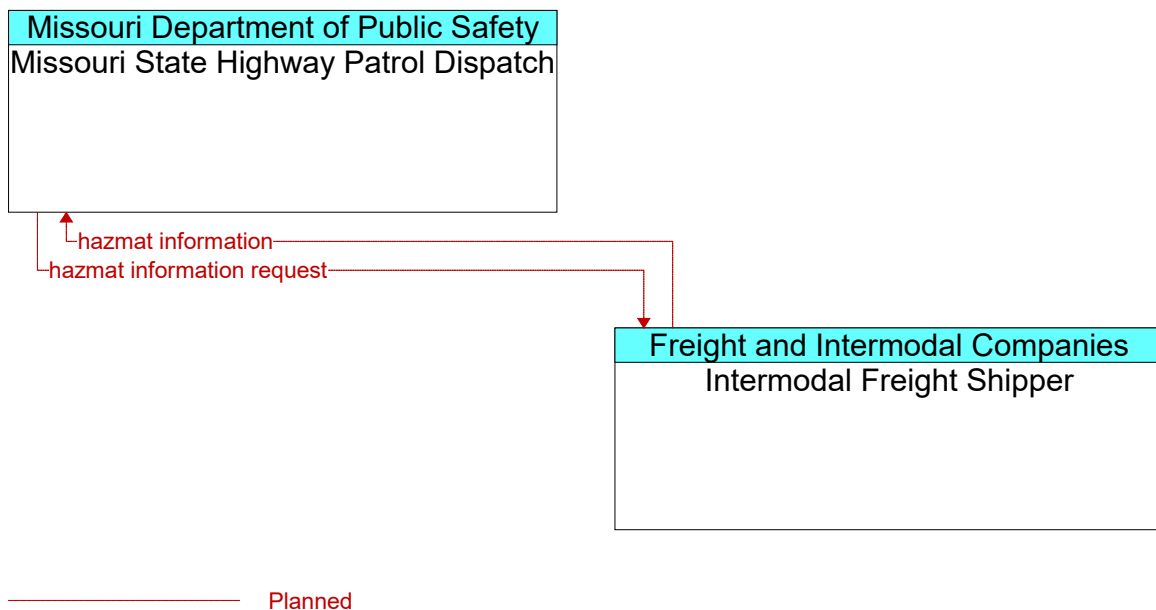 Missouri Department of Public Safety
Missouri State Highway Patrol Dispatch
hazmat information
hazmat information request
Freight and Intermodal Companies
Intermodal Freight Shipper
Planned